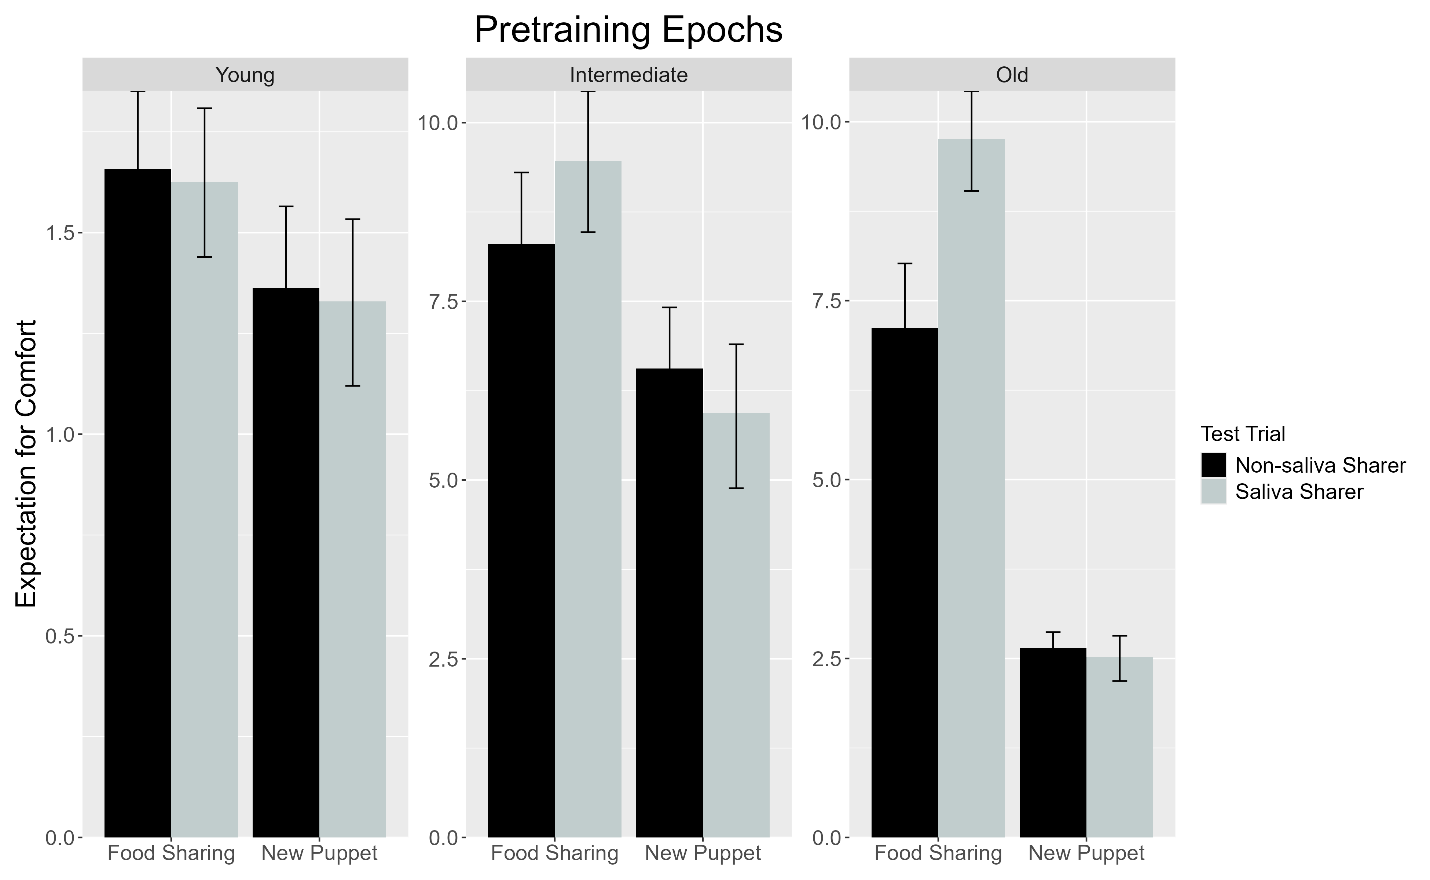 Pretraining Epochs
Young
Intermediate
Old
Expectation for Comfort
1.5
1.0
0.5
0.0
10.0
7.5
5.0
2.5
0.0
10.0
7.5
5.0
2.5
0.0
Food Sharing New Puppet
Food Sharing New Puppet
Food Sharing New Puppet
Test Trial
Non-saliva Sharer
Saliva Sharer